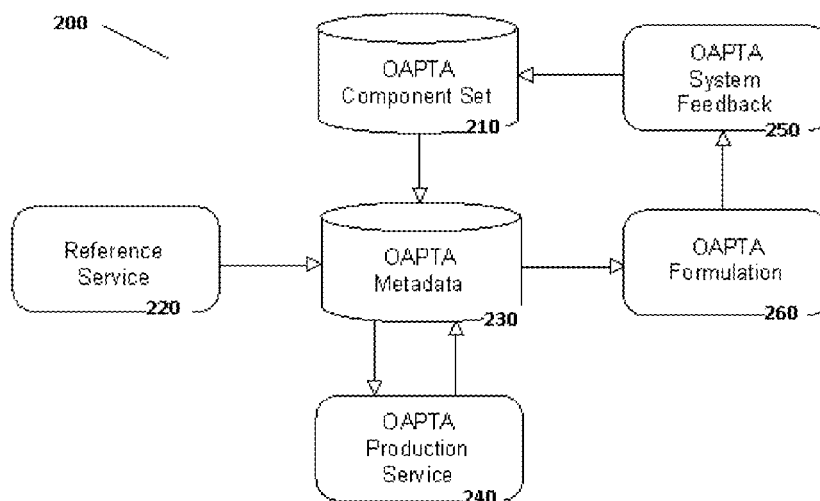 200
OAPTA
Component Set
210
OAPTA
System
Feedback
250
Reference
Service
220
OAPTA
Metadata
230
OAPTA
Formulation
260
OAPTA
Production
Service
240